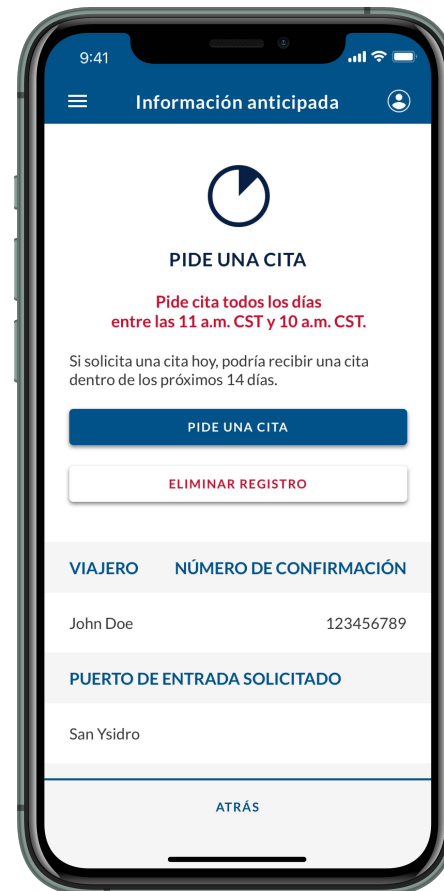 9:41
Información anticipada
PIDE UNA CITA
Pide cita todos los días
entre las 11 a.m. CST y 10 a.m. CST.
Si solicita una cita hoy, podría recibir una cita
dentro de los próximos 14 días.
PIDE UNA CITA
ELIMINAR REGISTRO
VIAJERO NÚMERO DE CONFIRMACIÓN
John Doe 123456789
PUERTO DE ENTRADA SOLICITADO
San Ysidro
ATRÁS